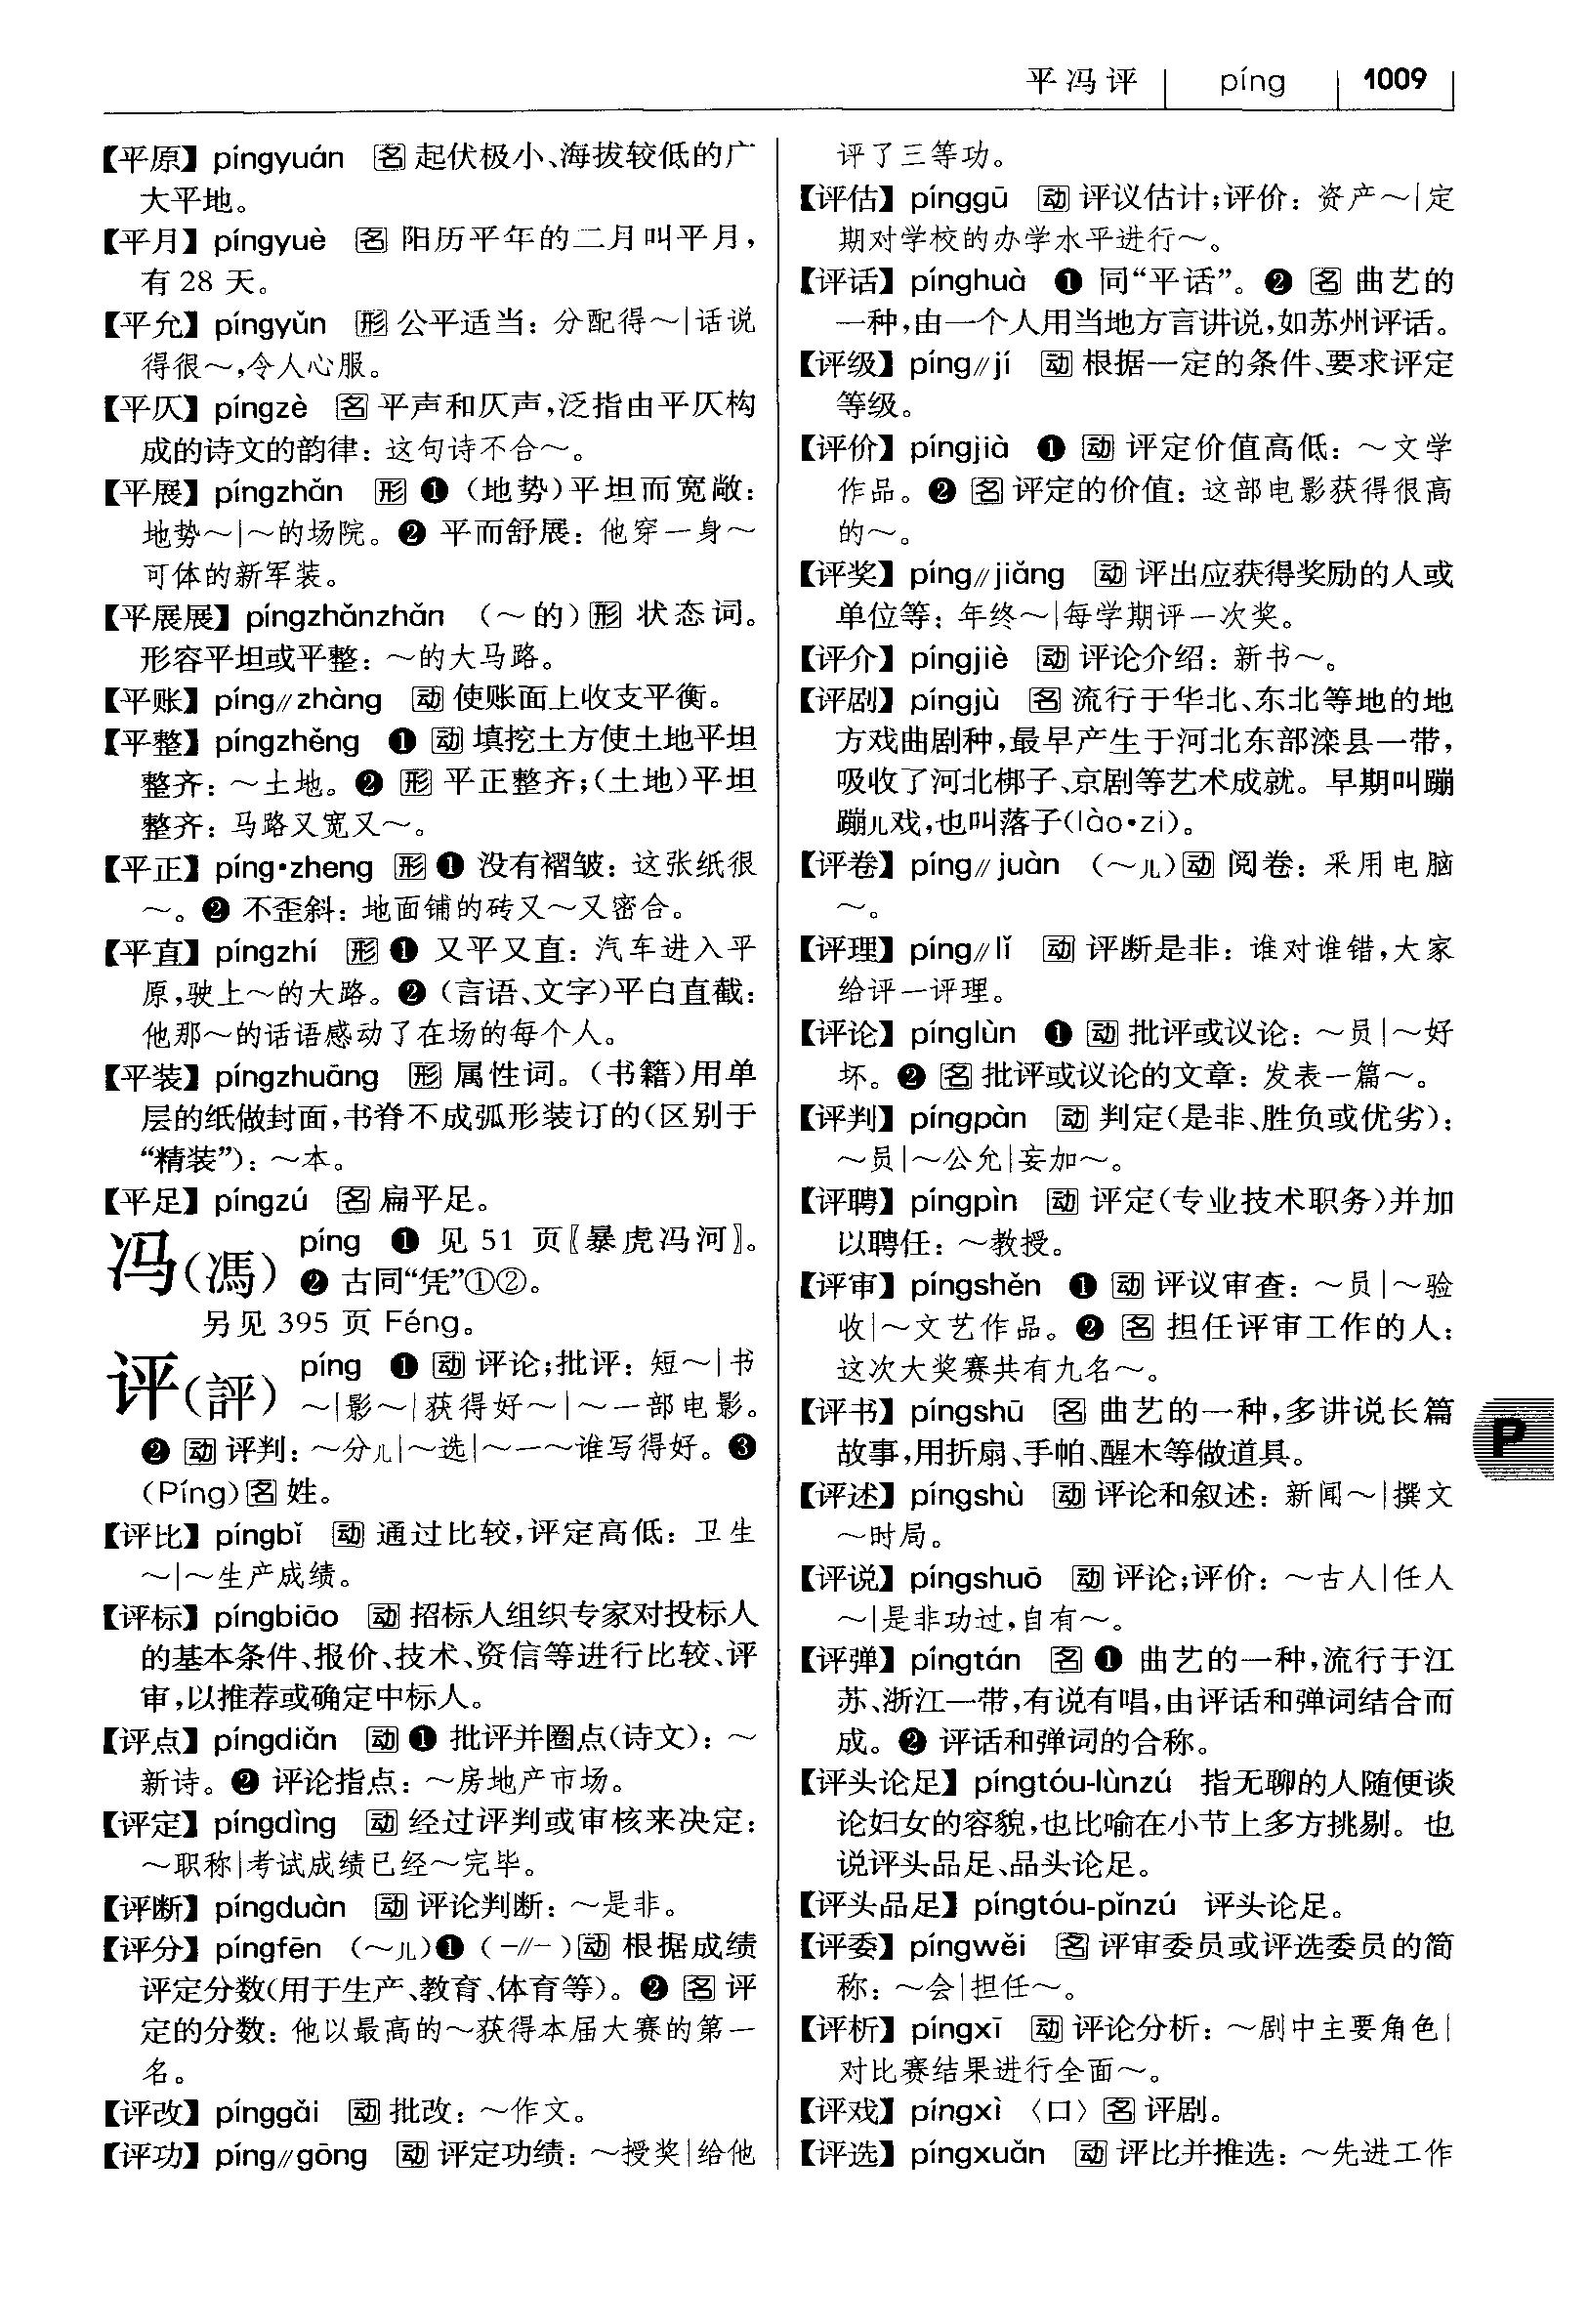 平冯评 | píng | 1009
【平原】 píngyuán 名 起伏极小、海拔较低的广
大平地。
【平月】 píngyuè 名 阳历平年的二月叫平月，
有 28 天。
【平允】 píngyǔn 形 公平适当：分配得～|话说
得很～，令人心服。
【平仄】 píngzè 名 平声和仄声，泛指由平仄构
成的诗文的韵律：这句诗不合～。
【平展】 píngzhǎn 形 ❶（地势）平坦而宽敞：
地势～|～的场院。❷ 平而舒展：他穿一身～
可体的新军装。
【平展展】 píngzhǎnzhǎn （～的）形 状态词。
形容平坦或平整：～的大马路。
【平账】 píng//zhàng 动 使账面上收支平衡。
【平整】 píngzhěng ❶ 动 填挖土方使土地平坦
整齐：～土地。❷ 形 平正整齐；（土地）平坦
整齐：马路又宽又～。
【平正】 píng•zheng 形 ❶ 没有褶皱：这张纸很
～。❷ 不歪斜：地面铺的砖又～又密合。
【平直】 píngzhí 形 ❶ 又平又直：汽车进入平
原，驶上～的大路。❷（言语、文字）平白直截：
他那～的话语感动了在场的每个人。
【平装】 píngzhuāng 形 属性词。（书籍）用单
层的纸做封面，书脊不成弧形装订的（区别于
“精装”）：～本。
【平足】 píngzú 名 扁平足。
冯（馮） píng ❶ 见 51 页〖暴虎冯河〗。
❷ 古同“凭”①②。
另见 395 页 Féng。
评（評） píng ❶ 动 评论；批评：短～|书
～|影～|获得好～|～一部电影。
❷ 动 评判：～分儿|～选|～一～谁写得好。❸
（Píng）名 姓。
【评比】 píngbǐ 动 通过比较，评定高低：卫生
～|～生产成绩。
【评标】 píngbiāo 动 招标人组织专家对投标人
的基本条件、报价、技术、资信等进行比较、评
审，以推荐或确定中标人。
【评点】 píngdiǎn 动 ❶ 批评并圈点（诗文）：～
新诗。❷ 评论指点：～房地产市场。
【评定】 píngdìng 动 经过评判或审核来决定：
～职称|考试成绩已经～完毕。
【评断】 píngduàn 动 评论判断：～是非。
【评分】 píngfēn （～儿）❶（－//－）动 根据成绩
评定分数（用于生产、教育、体育等）。❷ 名 评
定的分数：他以最高的～获得本届大赛的第一
名。
【评改】 pínggǎi 动 批改：～作文。
【评功】 píng//gōng 动 评定功绩：～授奖|给他
评了三等功。
【评估】 pínggū 动 评议估计；评价：资产～|定
期对学校的办学水平进行～。
【评话】 pínghuà ❶ 同“平话”。❷ 名 曲艺的
一种，由一个人用当地方言讲说，如苏州评话。
【评级】 píng//jí 动 根据一定的条件、要求评定
等级。
【评价】 píngjià ❶ 动 评定价值高低：～文学
作品。❷ 名 评定的价值：这部电影获得很高
的～。
【评奖】 píng//jiǎng 动 评出应获得奖励的人或
单位等：年终～|每学期评一次奖。
【评介】 píngjiè 动 评论介绍：新书～。
【评剧】 píngjù 名 流行于华北、东北等地的地
方戏曲剧种，最早产生于河北东部滦县一带，
吸收了河北梆子、京剧等艺术成就。早期叫蹦
蹦儿戏，也叫落子（lào•zi）。
【评卷】 píng//juàn （～儿）动 阅卷：采用电脑
～。
【评理】 píng//lǐ 动 评断是非：谁对谁错，大家
给评一评理。
【评论】 pínglùn ❶ 动 批评或议论：～员|～好
坏。❷ 名 批评或议论的文章：发表一篇～。
【评判】 píngpàn 动 判定（是非、胜负或优劣）：
～员|～公允|妄加～。
【评聘】 píngpìn 动 评定（专业技术职务）并加
以聘任：～教授。
【评审】 píngshěn ❶ 动 评议审查：～员|～验
收|～文艺作品。❷ 名 担任评审工作的人：
这次大奖赛共有九名～。
【评书】 píngshū 名 曲艺的一种，多讲说长篇
故事，用折扇、手帕、醒木等做道具。
【评述】 píngshù 动 评论和叙述：新闻～|撰文
～时局。
【评说】 píngshuō 动 评论；评价：～古人|任人
～|是非功过，自有～。
【评弹】 píngtán 名 ❶ 曲艺的一种，流行于江
苏、浙江一带，有说有唱，由评话和弹词结合而
成。❷ 评话和弹词的合称。
【评头论足】 píngtóu-lùnzú 指无聊的人随便谈
论妇女的容貌，也比喻在小节上多方挑剔。也
说评头品足、品头论足。
【评头品足】 píngtóu-pǐnzú 评头论足。
【评委】 píngwěi 名 评审委员或评选委员的简
称：～会|担任～。
【评析】 píngxī 动 评论分析：～剧中主要角色|
对比赛结果进行全面～。
【评戏】 píngxì 〈口〉名 评剧。
【评选】 píngxuǎn 动 评比并推选：～先进工作
P